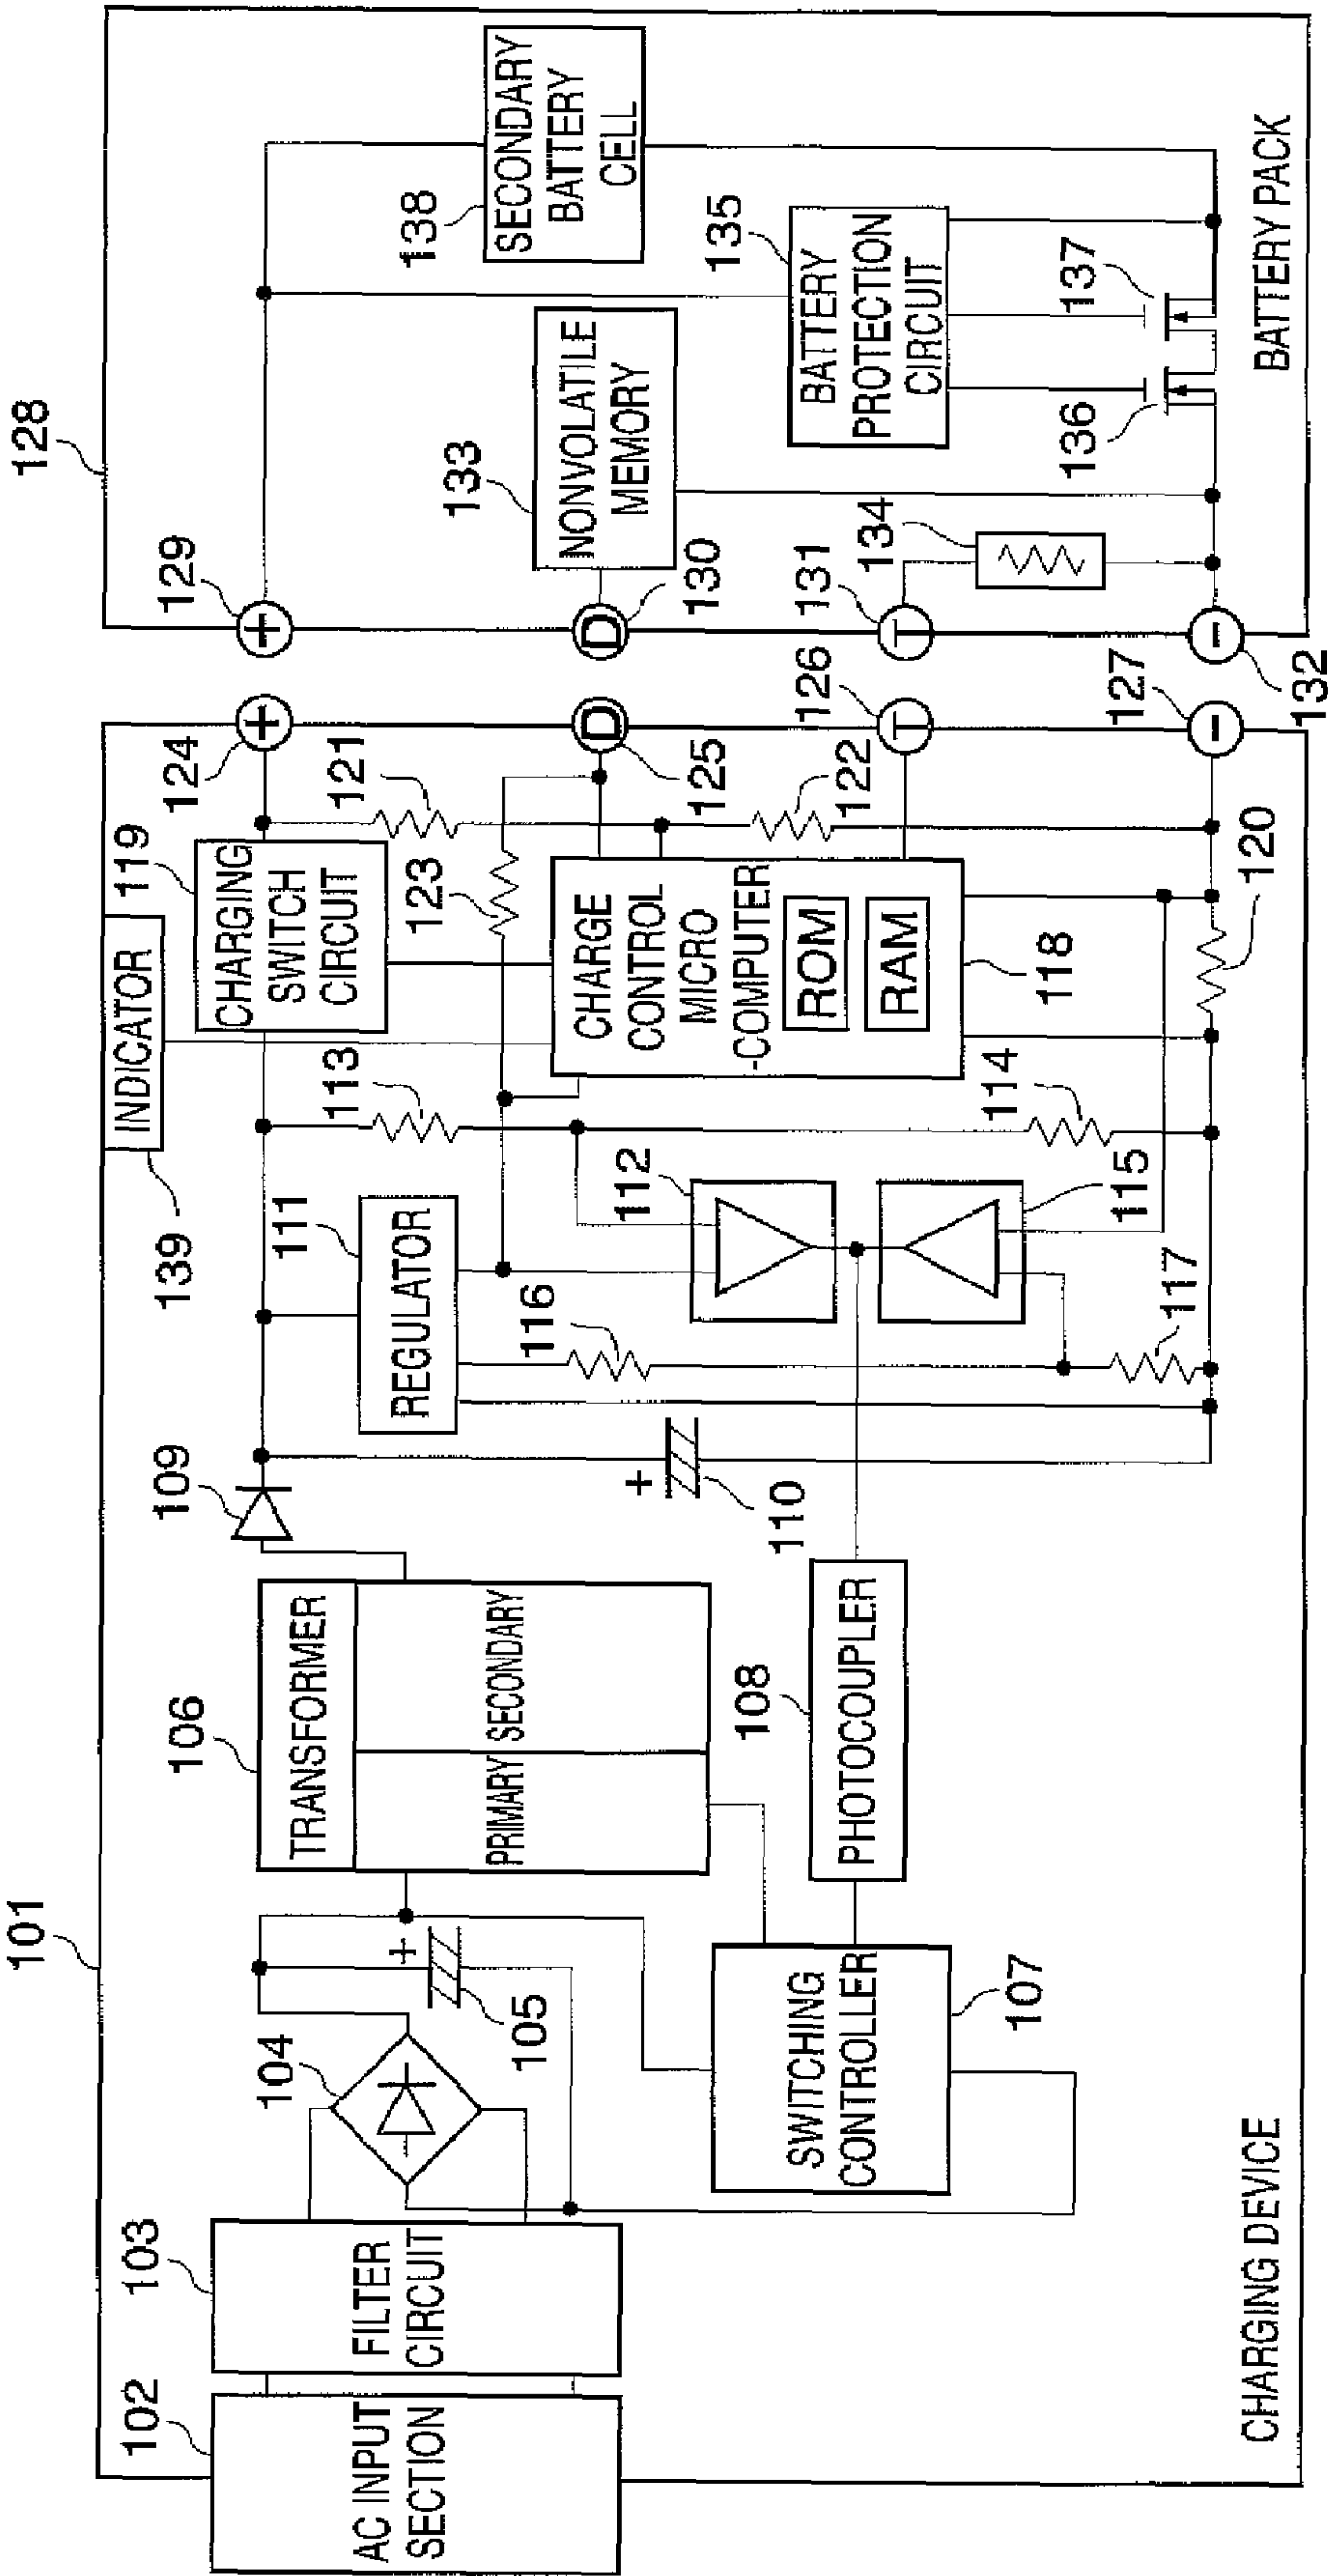 101
128
102
AC INPUT
SECTION
103
FILTER
CIRCUIT
104
+
105
106
TRANSFORMER
PRIMARY
SECONDARY
107
SWITCHING
CONTROLLER
108
PHOTOCOUPLER
109
+
110
111
REGULATOR
139
INDICATOR
119
CHARGING
SWITCH
CIRCUIT
113
112
116
115
114
117
123
121
122
CHARGE
CONTROL
MICRO
-COMPUTER
ROM
RAM
118
120
124
+
D
125
126
T
127
-
129
+
D
130
131
T
-
132
133
NONVOLATILE
MEMORY
134
138
SECONDARY
BATTERY
CELL
135
BATTERY
PROTECTION
CIRCUIT
136
137
CHARGING DEVICE
BATTERY PACK